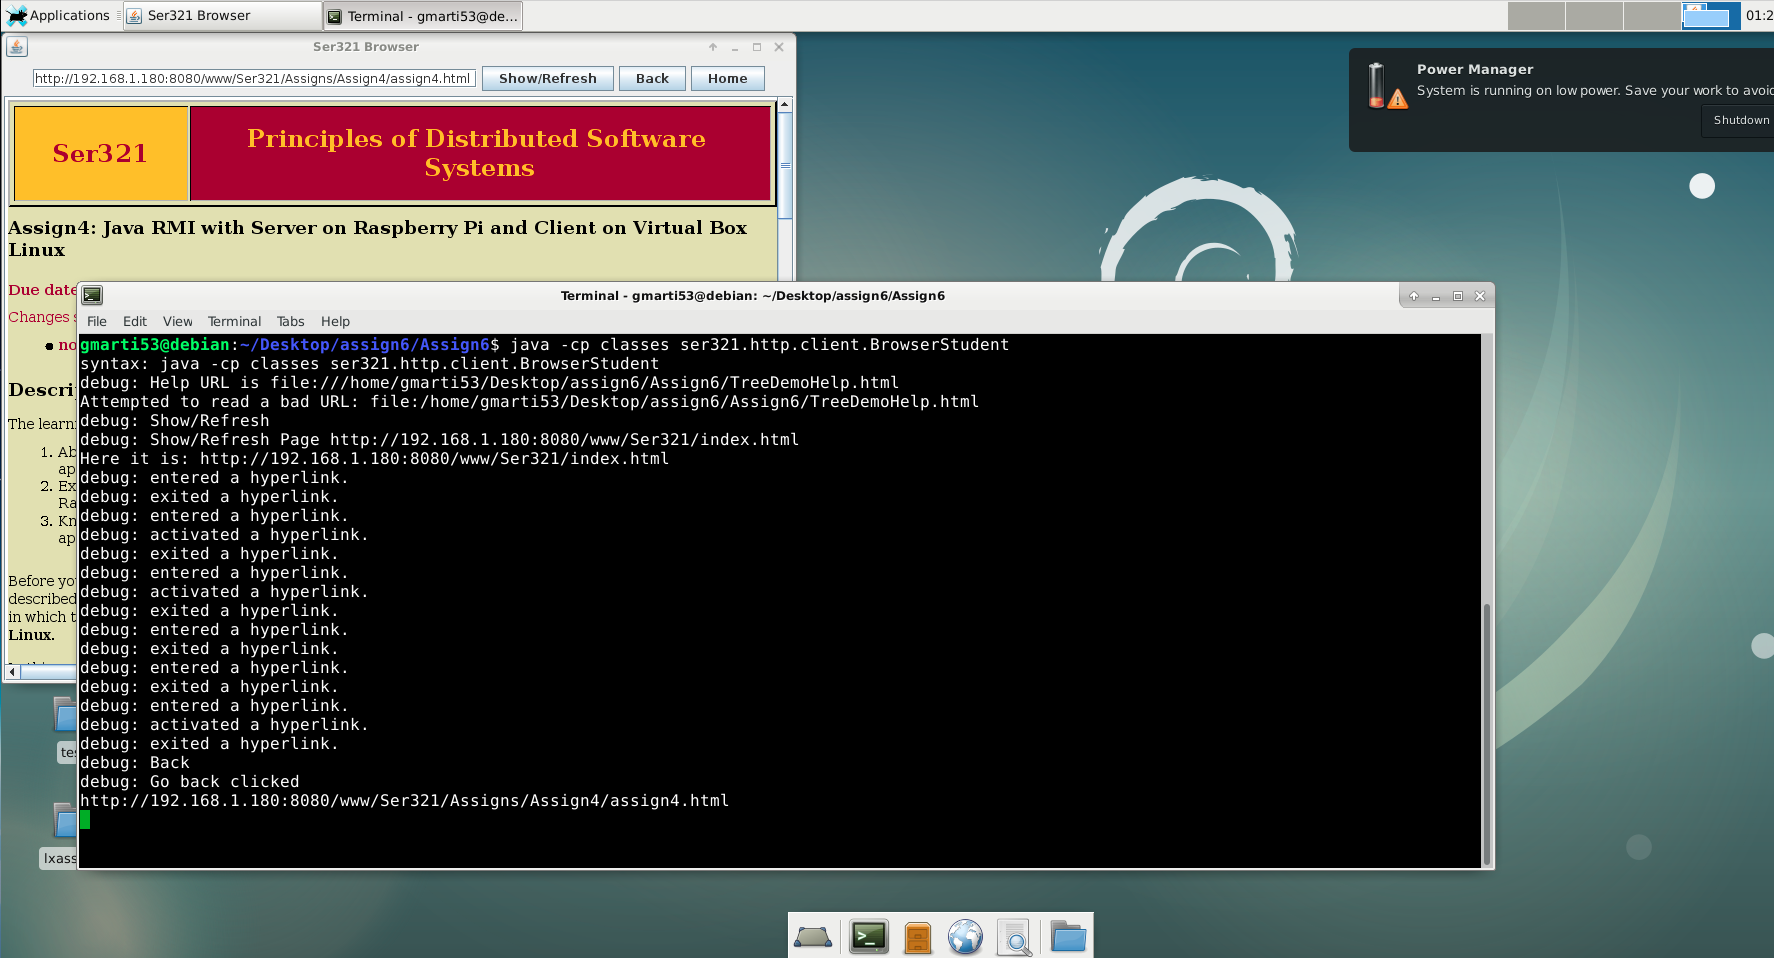 Applications
Ser321 Browser
Terminal - gmarti53@de...
01:2
Ser321 Browser
http://192.168.1.180:8080/www/Ser321/Assigns/Assign4/assign4.html
Show/Refresh
Back
Home
Power Manager
System is running on low power. Save your work to avoid
Shutdown
Ser321
Principles of Distributed Software
Systems
Assign4: Java RMI with Server on Raspberry Pi and Client on Virtual Box
Linux
Due date
Changes s
no
Descri
The learni
1. Ab
ap
2. Ex
Ra
3. Kn
ap
Before yo
described
in which t
Linux.
Terminal - gmarti53@debian: ~/Desktop/assign6/Assign6
File Edit View Terminal Tabs Help
gmarti53@debian:~/Desktop/assign6/Assign6$ java -cp classes ser321.http.client.BrowserStudent
syntax: java -cp classes ser321.http.client.BrowserStudent
debug: Help URL is file:///home/gmarti53/Desktop/assign6/Assign6/TreeDemoHelp.html
Attempted to read a bad URL: file:/home/gmarti53/Desktop/assign6/Assign6/TreeDemoHelp.html
debug: Show/Refresh
debug: Show/Refresh Page http://192.168.1.180:8080/www/Ser321/index.html
Here it is: http://192.168.1.180:8080/www/Ser321/index.html
debug: entered a hyperlink.
debug: exited a hyperlink.
debug: entered a hyperlink.
debug: activated a hyperlink.
debug: exited a hyperlink.
debug: entered a hyperlink.
debug: activated a hyperlink.
debug: exited a hyperlink.
debug: entered a hyperlink.
debug: exited a hyperlink.
debug: entered a hyperlink.
debug: exited a hyperlink.
debug: entered a hyperlink.
debug: activated a hyperlink.
debug: exited a hyperlink.
debug: Back
debug: Go back clicked
http://192.168.1.180:8080/www/Ser321/Assigns/Assign4/assign4.html
tes
lxass